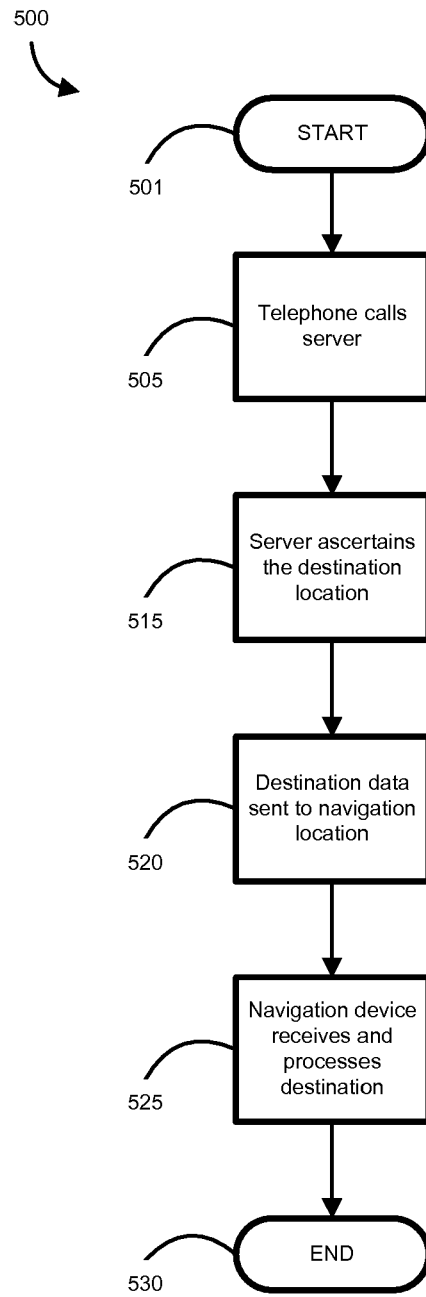 500
START
501
Telephone calls
server
505
Server ascertains
the destination
location
515
Destination data
sent to navigation
location
520
Navigation device
receives and
processes
destination
525
END
530